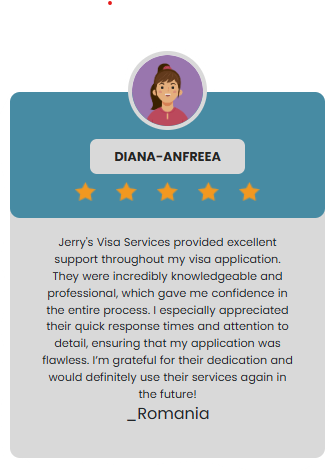 DIANA-ANFREEA
Jerry's Visa Services provided excellent
support throughout my visa application.
They were incredibly knowledgeable and
professional, which gave me confidence in
the entire process. I especially appreciated
their quick response times and attention to
detail, ensuring that my application was
flawless. I'm grateful for their dedication and
would definitely use their services again in
the future!
_Romania